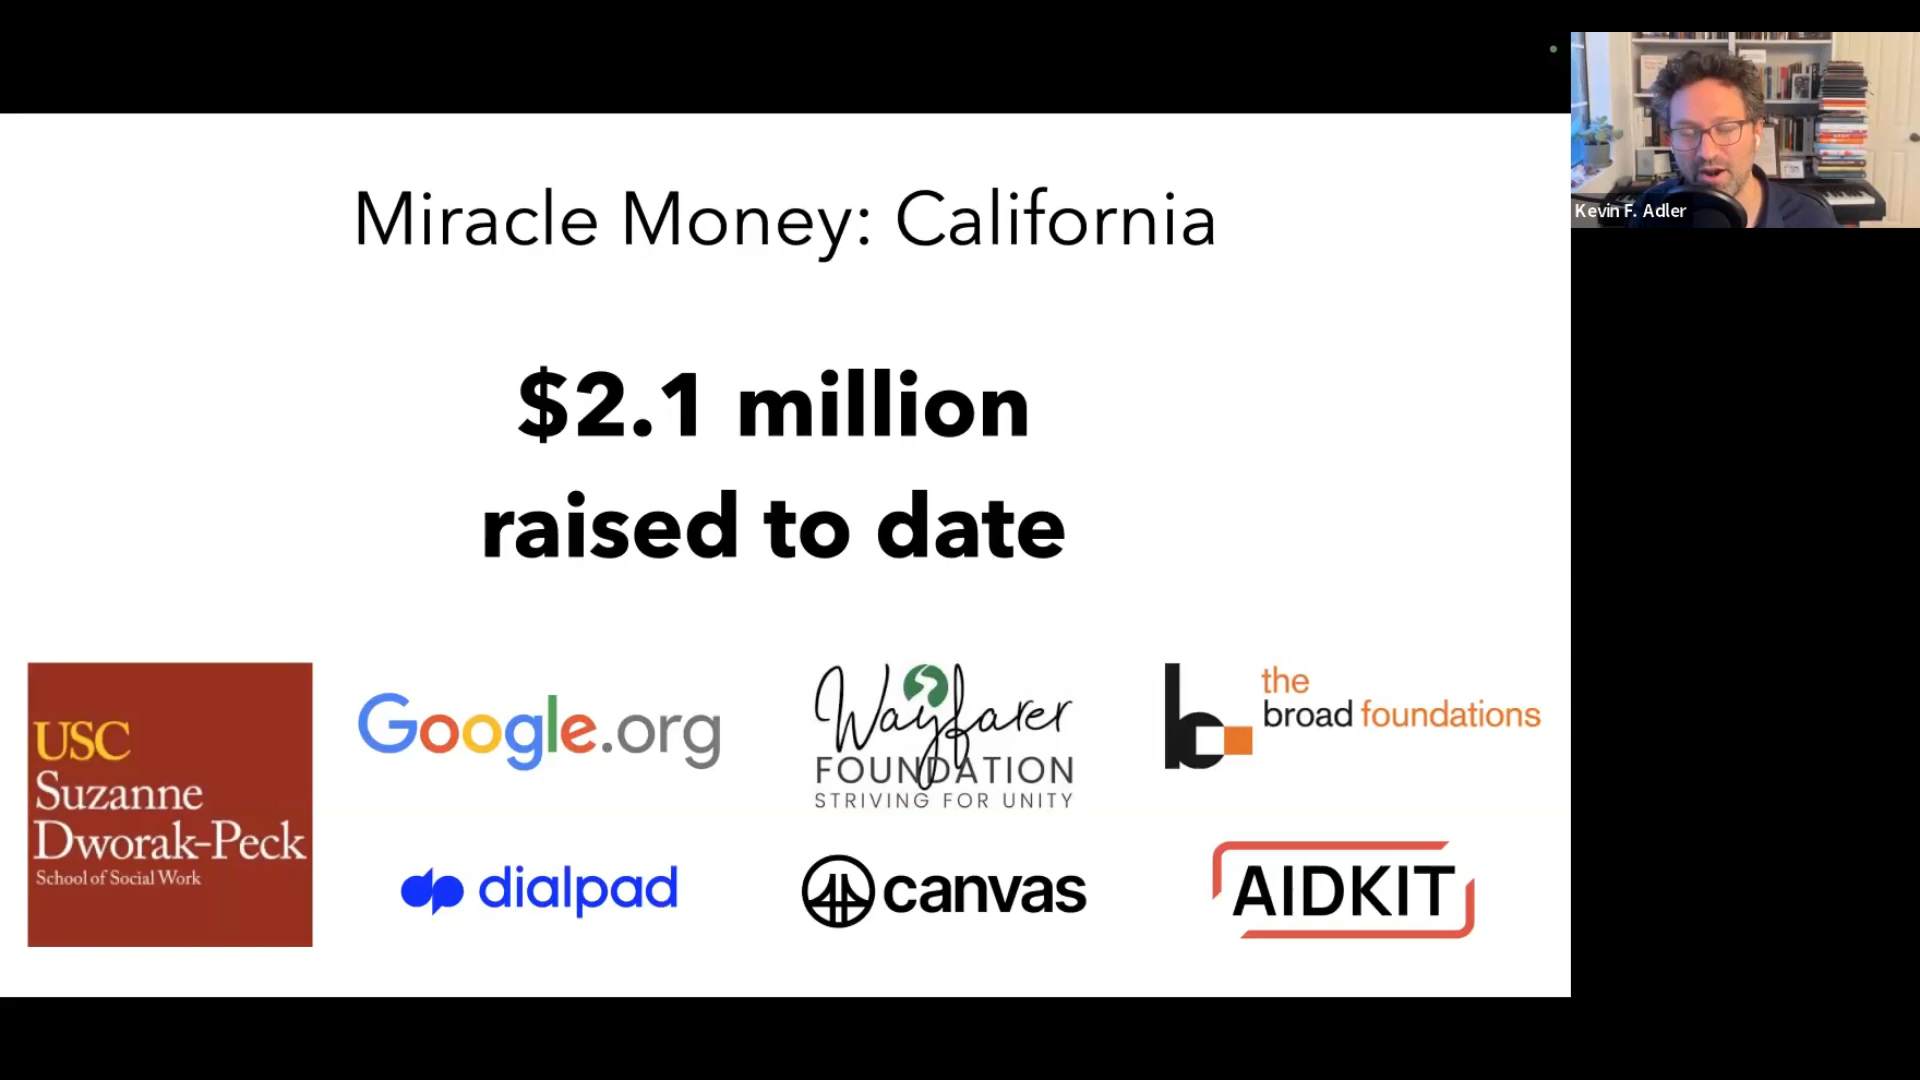 Miracle Money: California
$2.1 million
raised to date
USC
Suzanne
Dworak-Peck
School of Social Work
Google.org
Wayfarer
FOUNDATION
STRIVING FOR UNITY
the
broad foundations
dialpad
canvas
AIDKIT
Kevin F. Adler